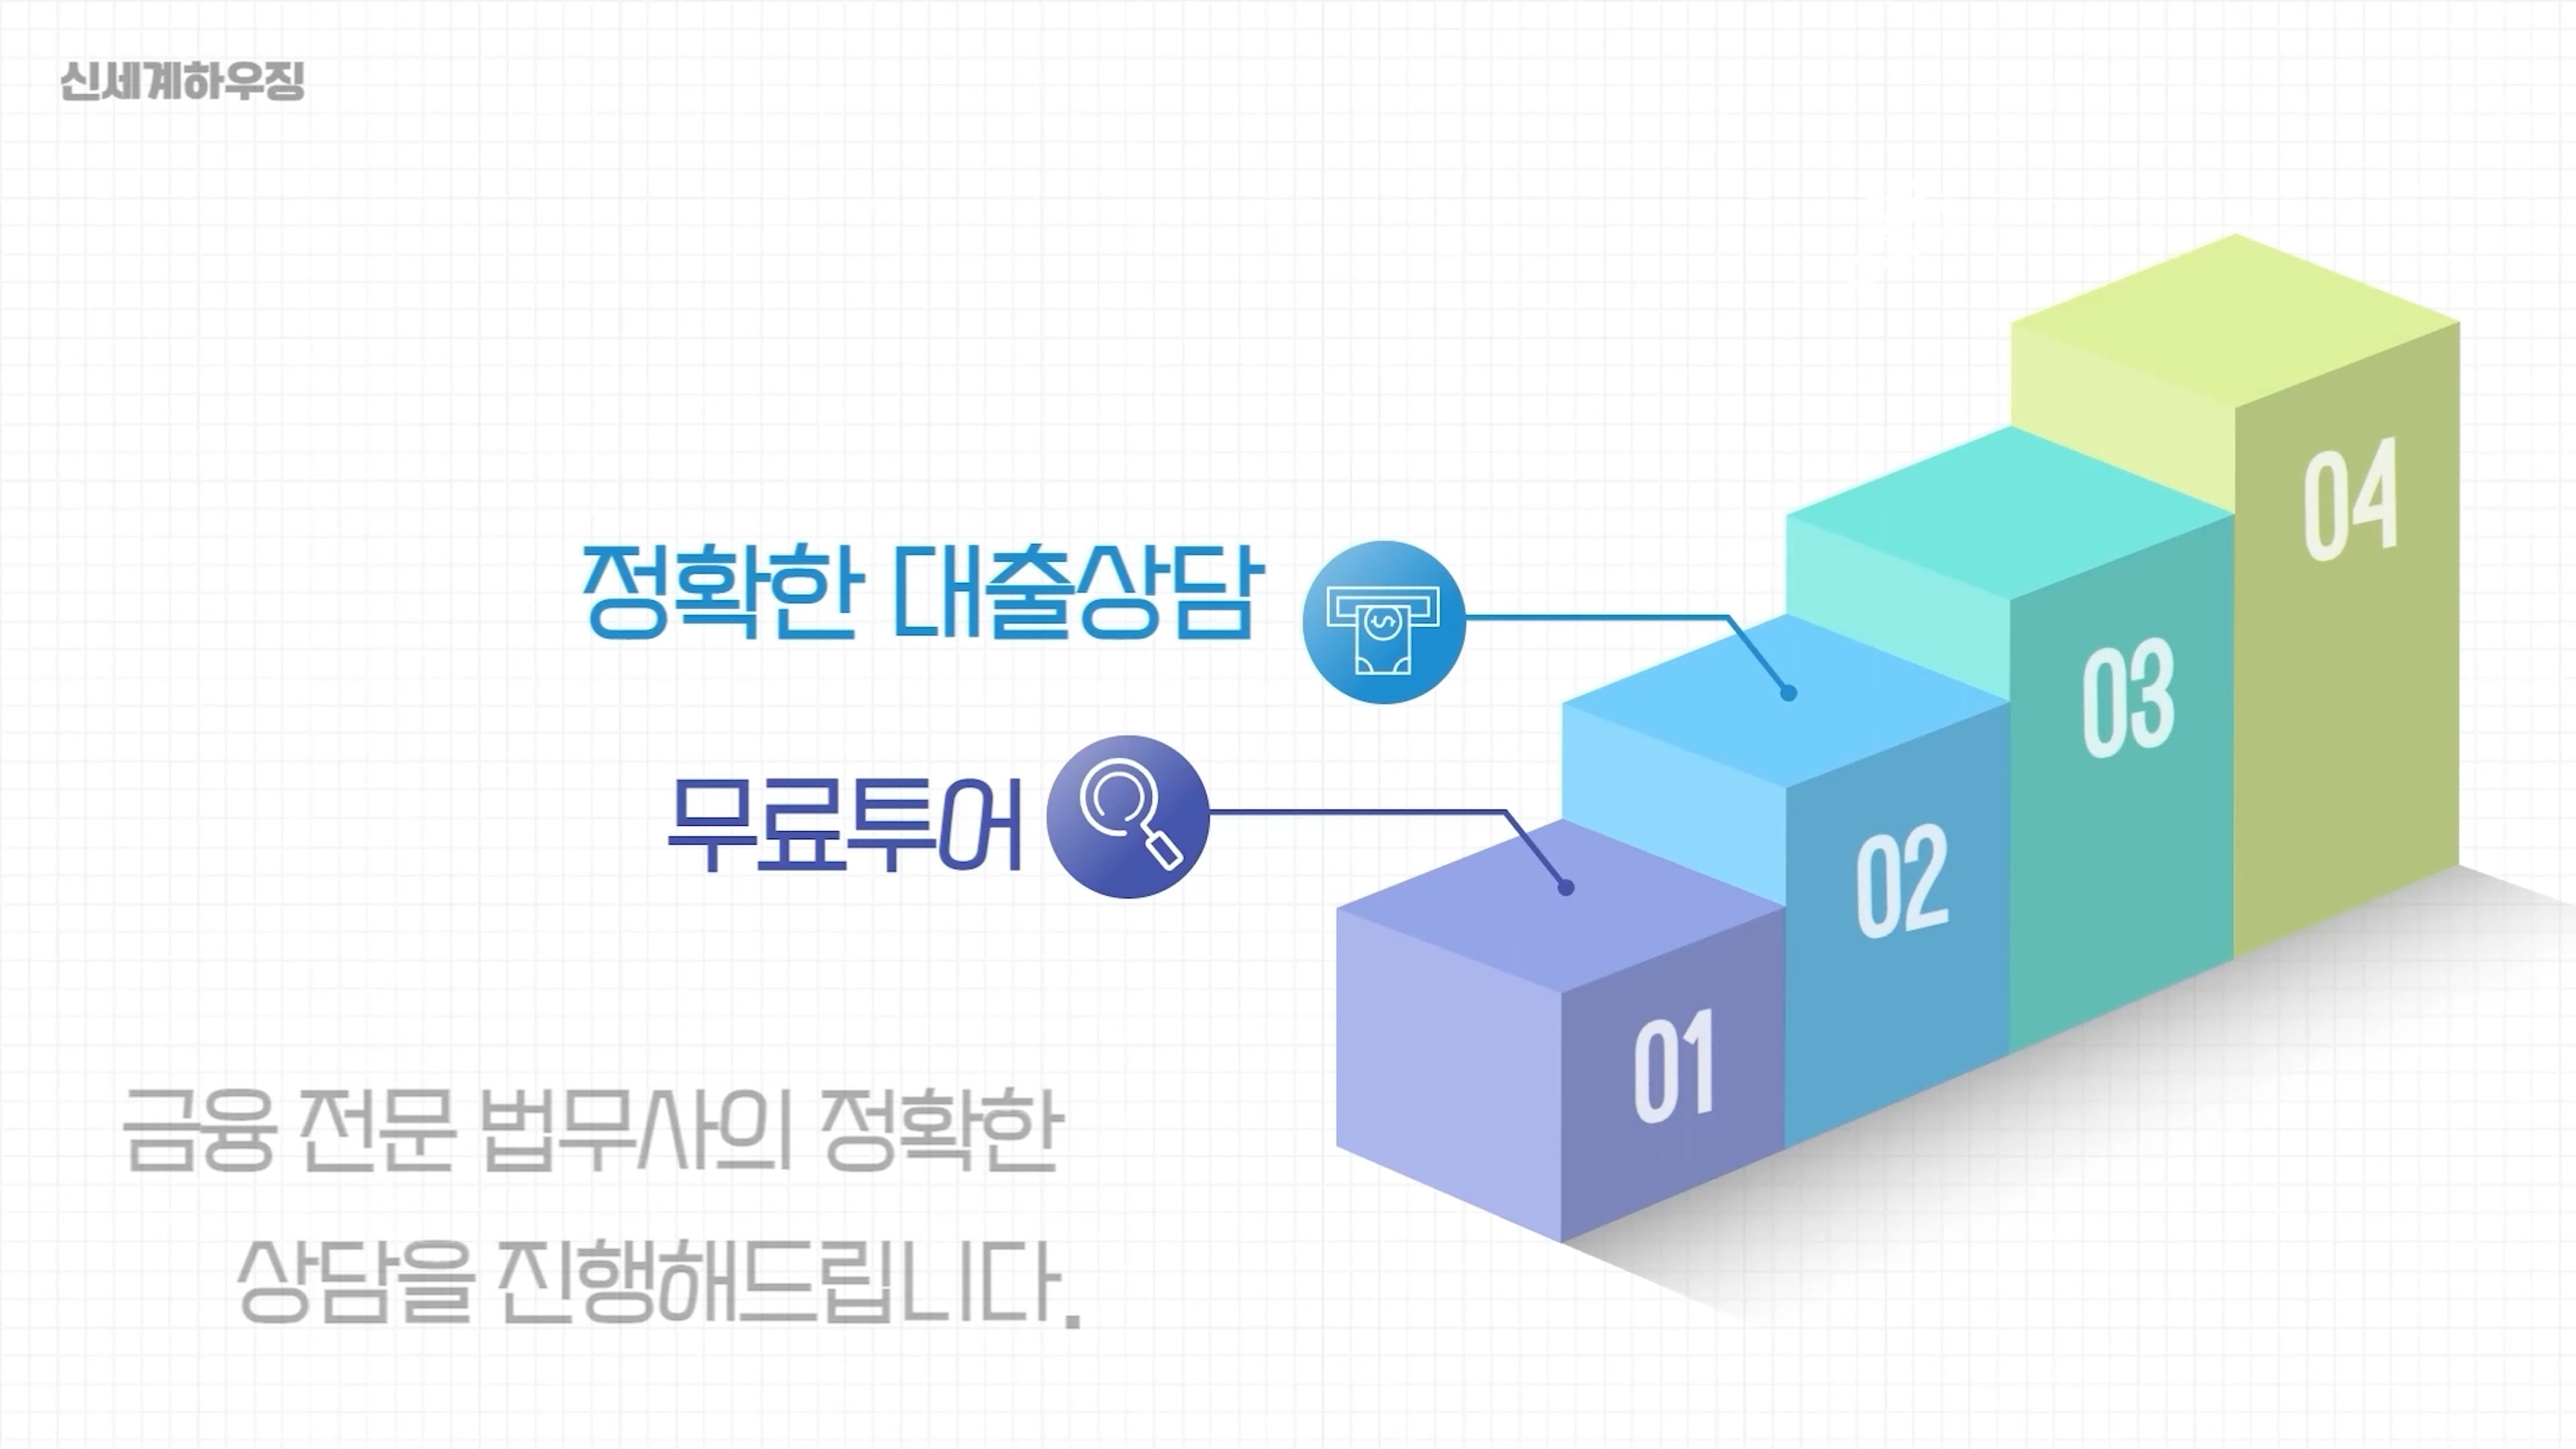 신세계하우징
정확한 대출상담
무료투어
04
03
02
01
금융 전문 법무사의 정확한
상담을 진행해드립니다.